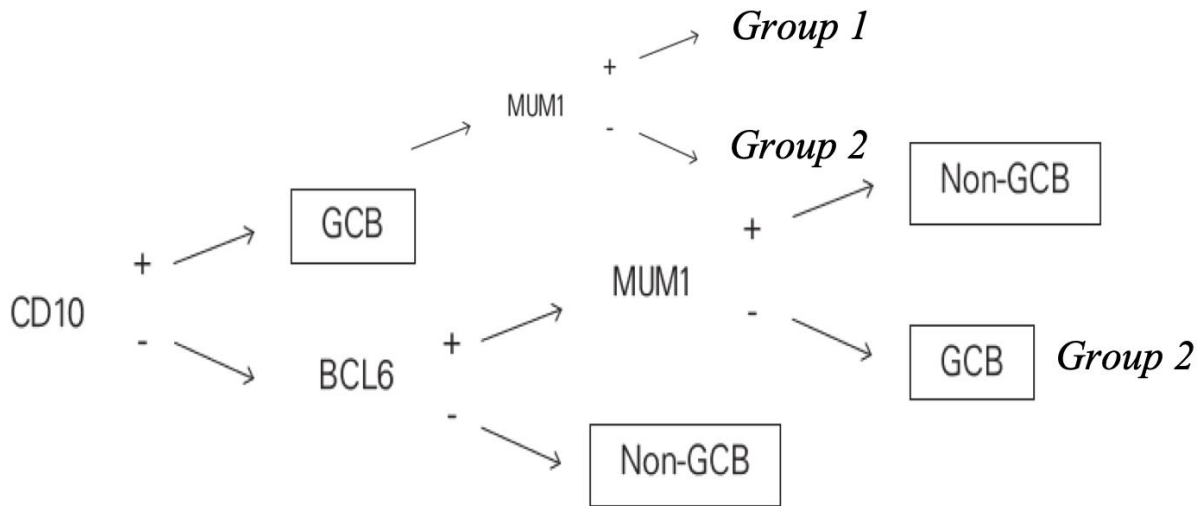 Group 1
+
MUM1
-
Group 2
Non-GCB
GCB
+
+
MUM1
CD10
-
-
+
BCL6
GCB
Group 2
-
Non-GCB